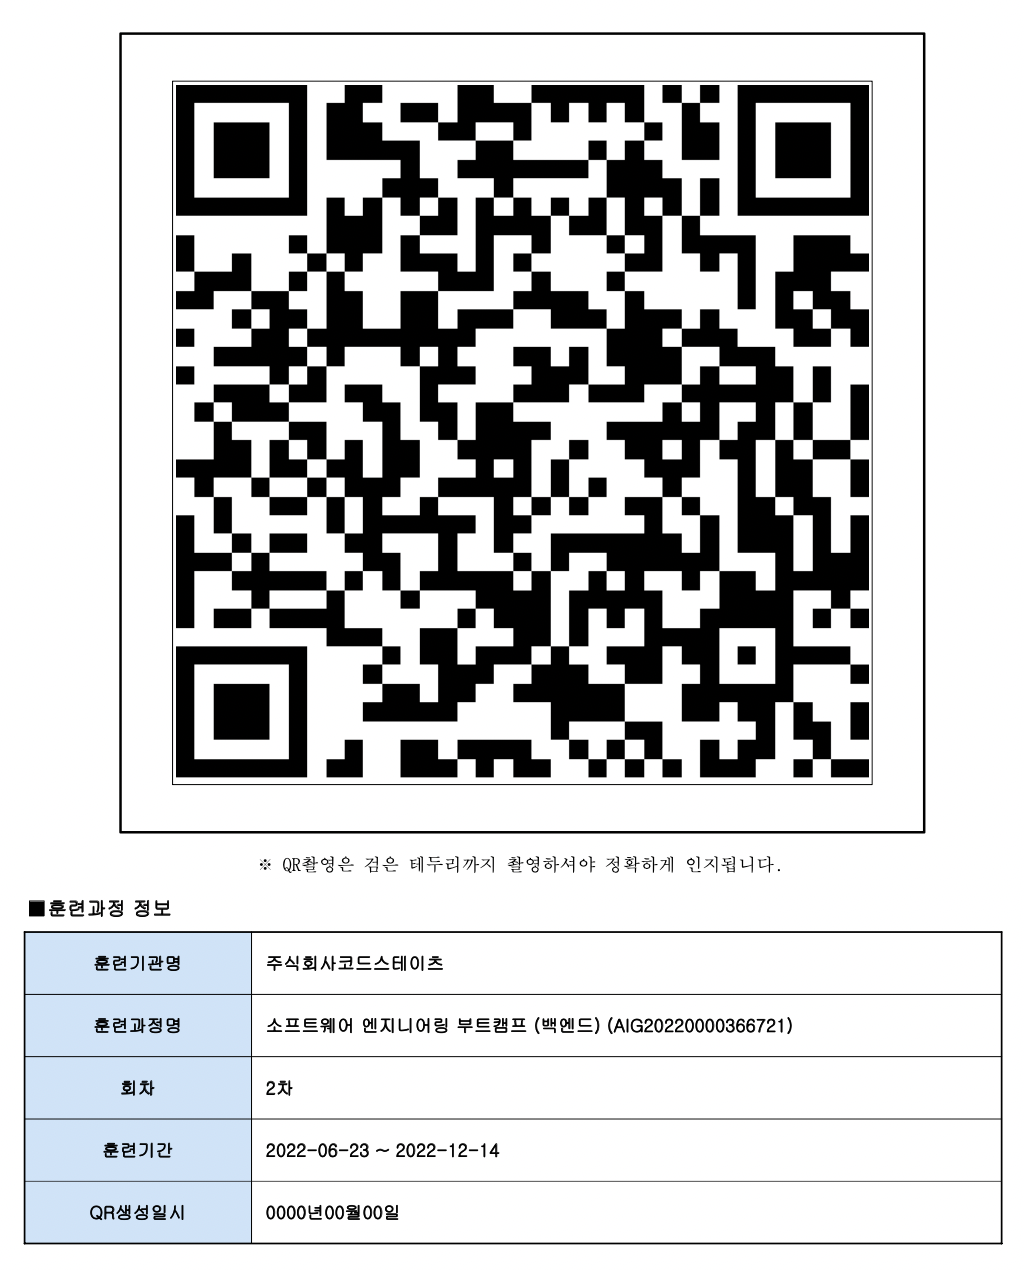 ※ QR촬영은 검은 테두리까지 촬영하셔야 정확하게 인지됩니다.
■훈련과정 정보
훈련기관명 주식회사코드스테이츠
훈련과정명 소프트웨어 엔지니어링 부트캠프 (백엔드) (AIG20220000366721)
회차 2차
훈련기간 2022-06-23 ~ 2022-12-14
QR생성일시 0000년00월00일